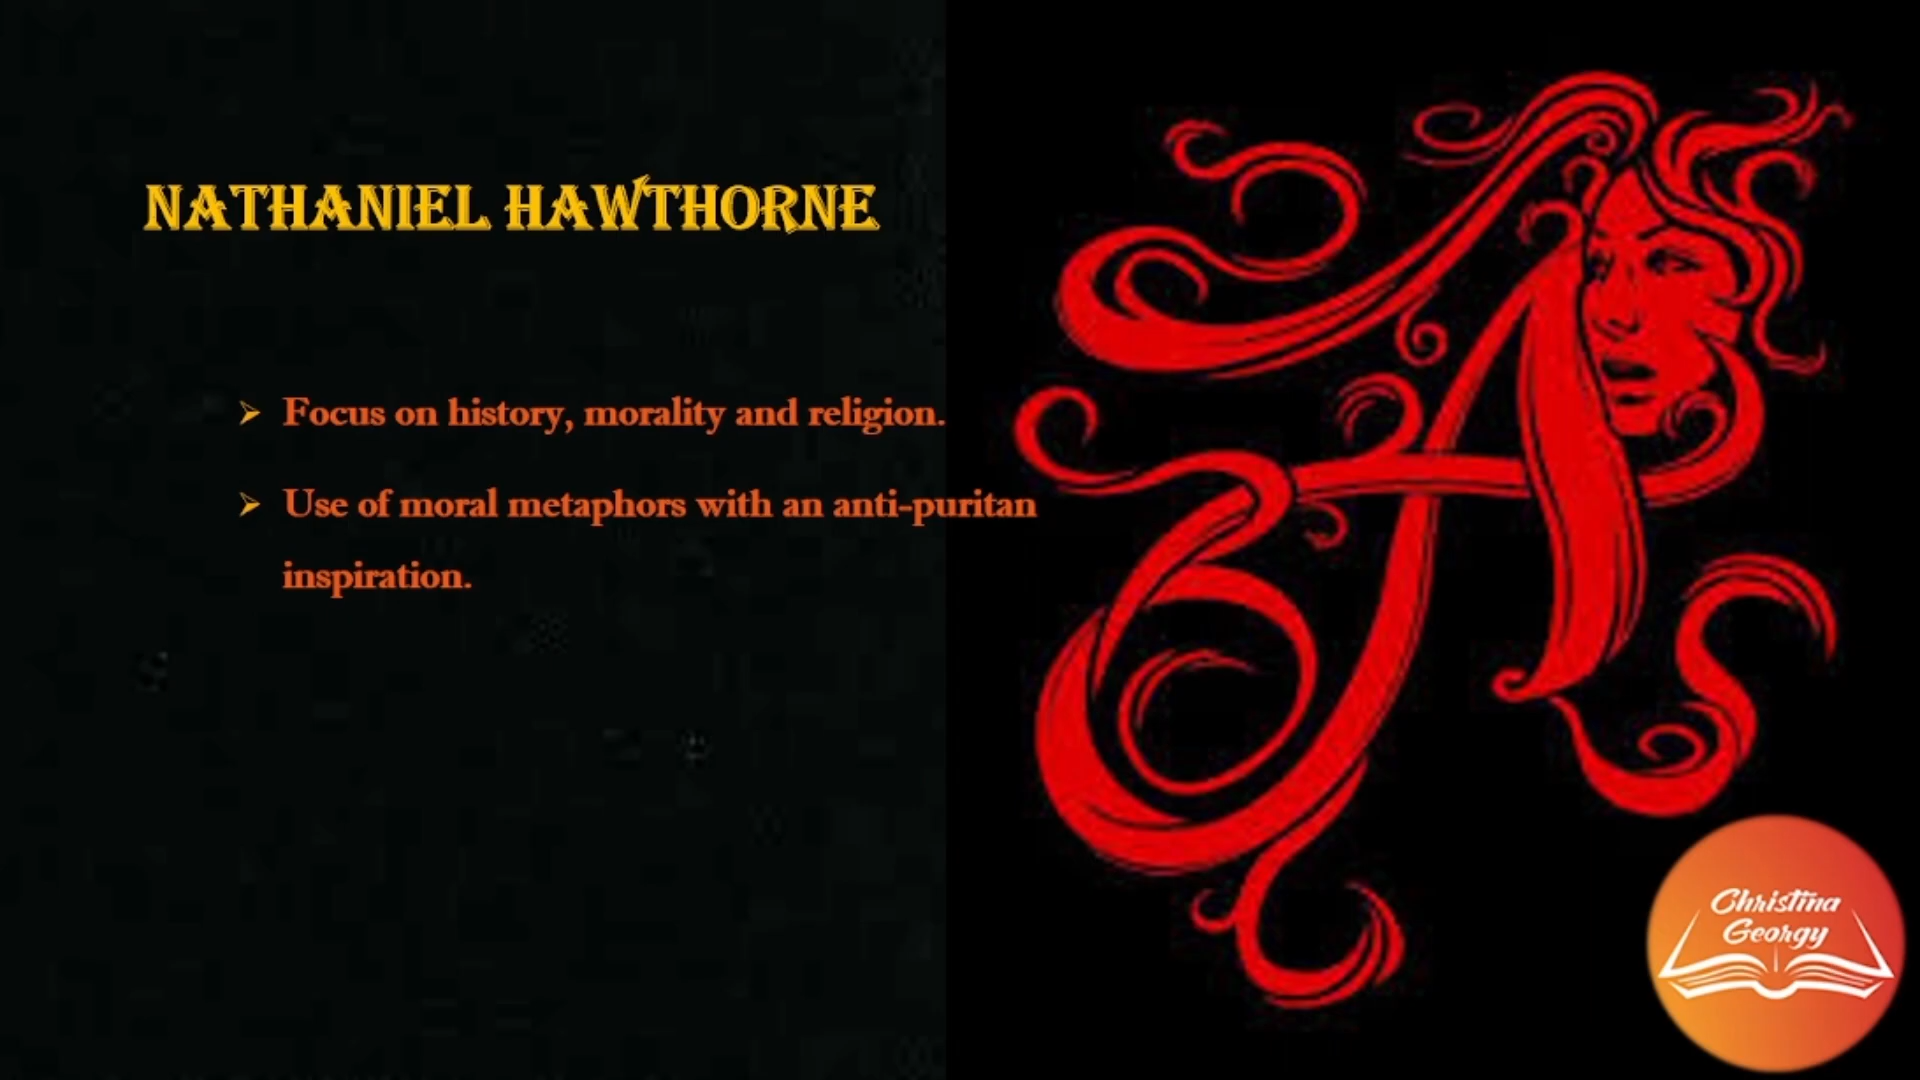 NATHANIEL HAWTHORNE
➢ Focus on history, morality and religion.
➢ Use of moral metaphors with an anti-puritan
inspiration.
A
Christina
Georgy